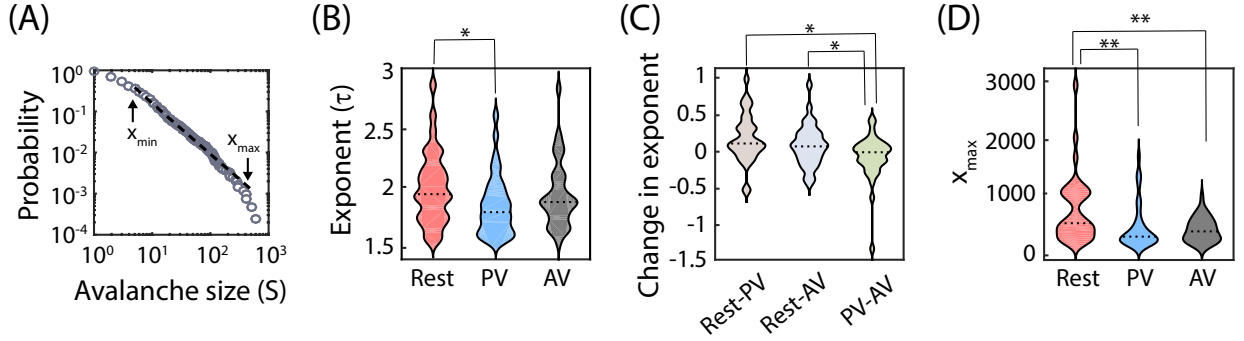 (A)
Probability
10^0
10^-1
10^-2
10^-3
10^-4
x_min
x_max
10^0 10^1 10^2 10^3
Avalanche size (S)
(B)
*
Exponent (τ)
3
2.5
2
1.5
Rest PV AV
(C)
*
*
Change in exponent
1
0.5
0
-0.5
-1
-1.5
Rest-PV Rest-AV PV-AV
(D)
**
**
x_max
3000
2000
1000
0
Rest PV AV